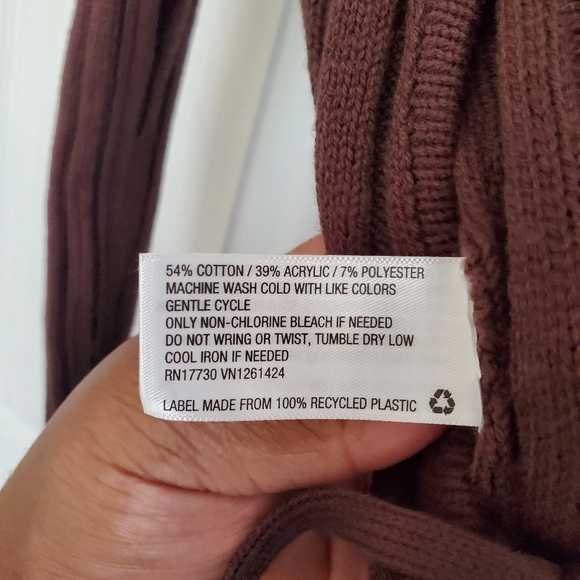 54% COTTON / 39% ACRYLIC / 7% POLYESTER
MACHINE WASH COLD WITH LIKE COLORS
GENTLE CYCLE
ONLY NON-CHLORINE BLEACH IF NEEDED
DO NOT WRING OR TWIST, TUMBLE DRY LOW
COOL IRON IF NEEDED
RN17730 VN1261424
LABEL MADE FROM 100% RECYCLED PLASTIC